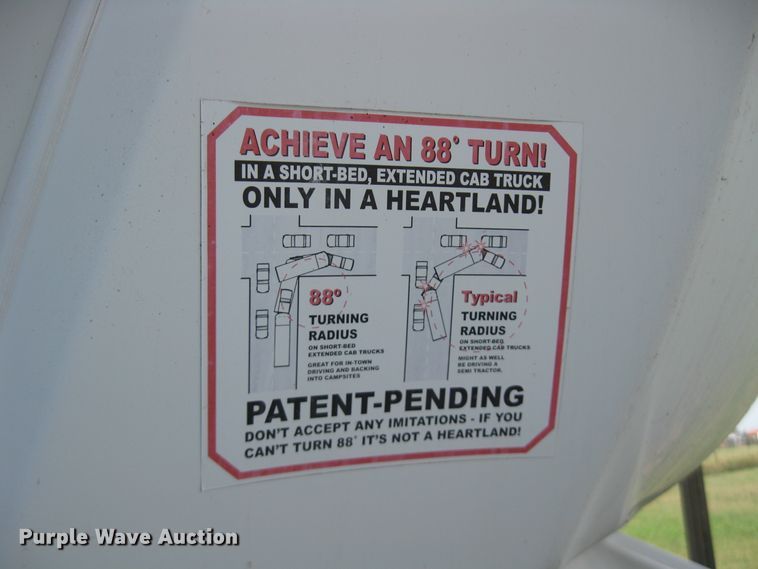 ACHIEVE AN 88° TURN!
IN A SHORT-BED, EXTENDED CAB TRUCK
ONLY IN A HEARTLAND!
88º
TURNING
RADIUS
ON SHORT-BED
EXTENDED CAB TRUCKS
GREAT FOR IN-TOWN
DRIVING AND BACKING
INTO CAMPSITES
Typical
TURNING
RADIUS
ON SHORT-BED
EXTENDED CAB TRUCKS
MIGHT AS WELL
BE DRIVING A
SEMI TRACTOR.
PATENT-PENDING
DON'T ACCEPT ANY IMITATIONS - IF YOU
CAN'T TURN 88° IT'S NOT A HEARTLAND!
Purple Wave Auction